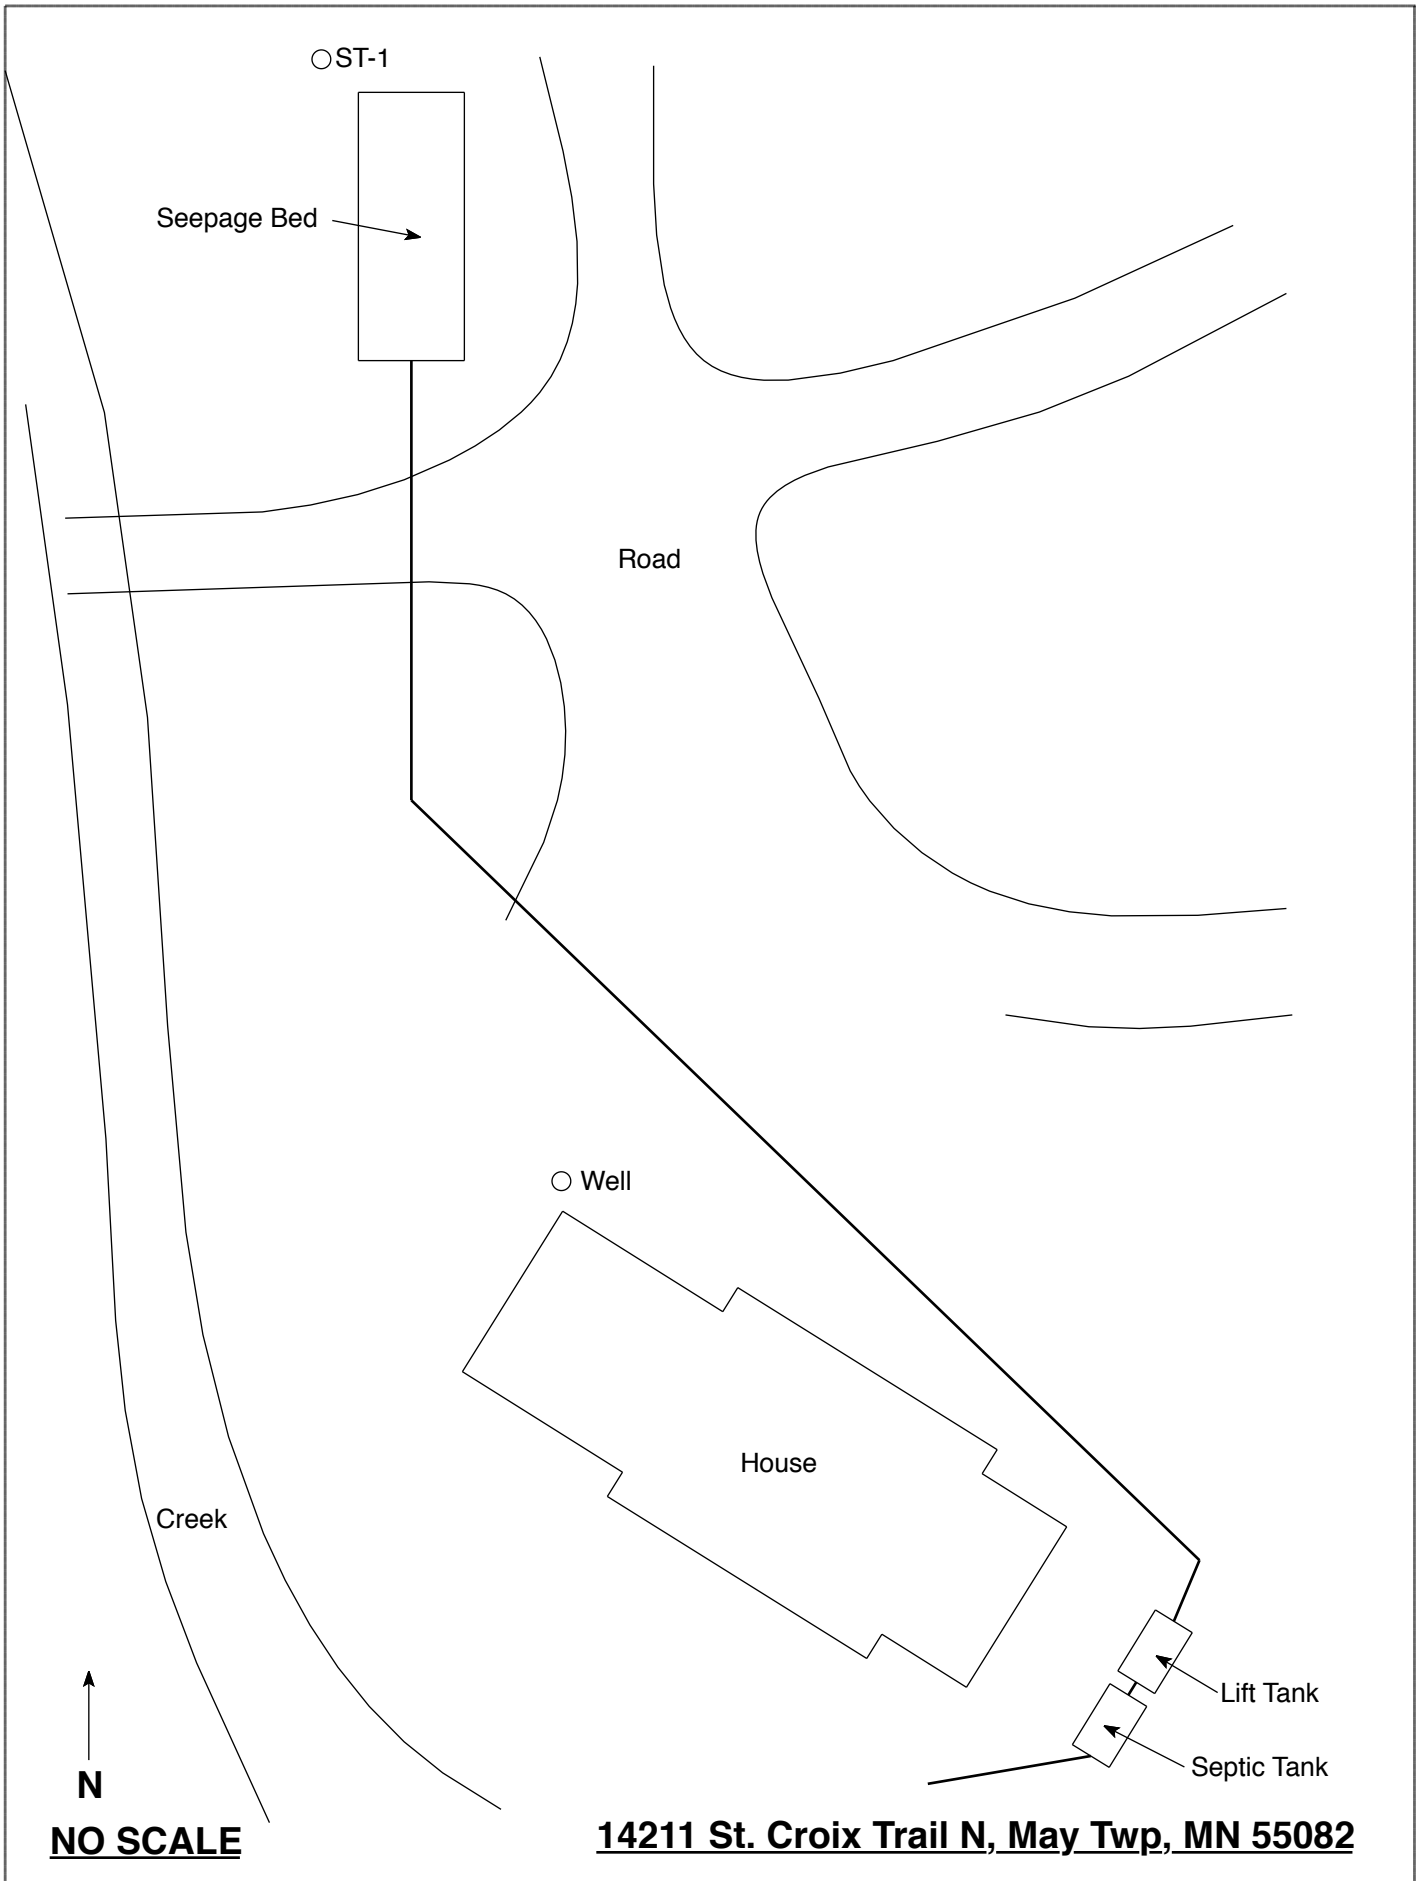 ST-1
Seepage Bed
Road
Well
House
Creek
Lift Tank
Septic Tank
N
NO SCALE
14211 St. Croix Trail N, May Twp, MN 55082